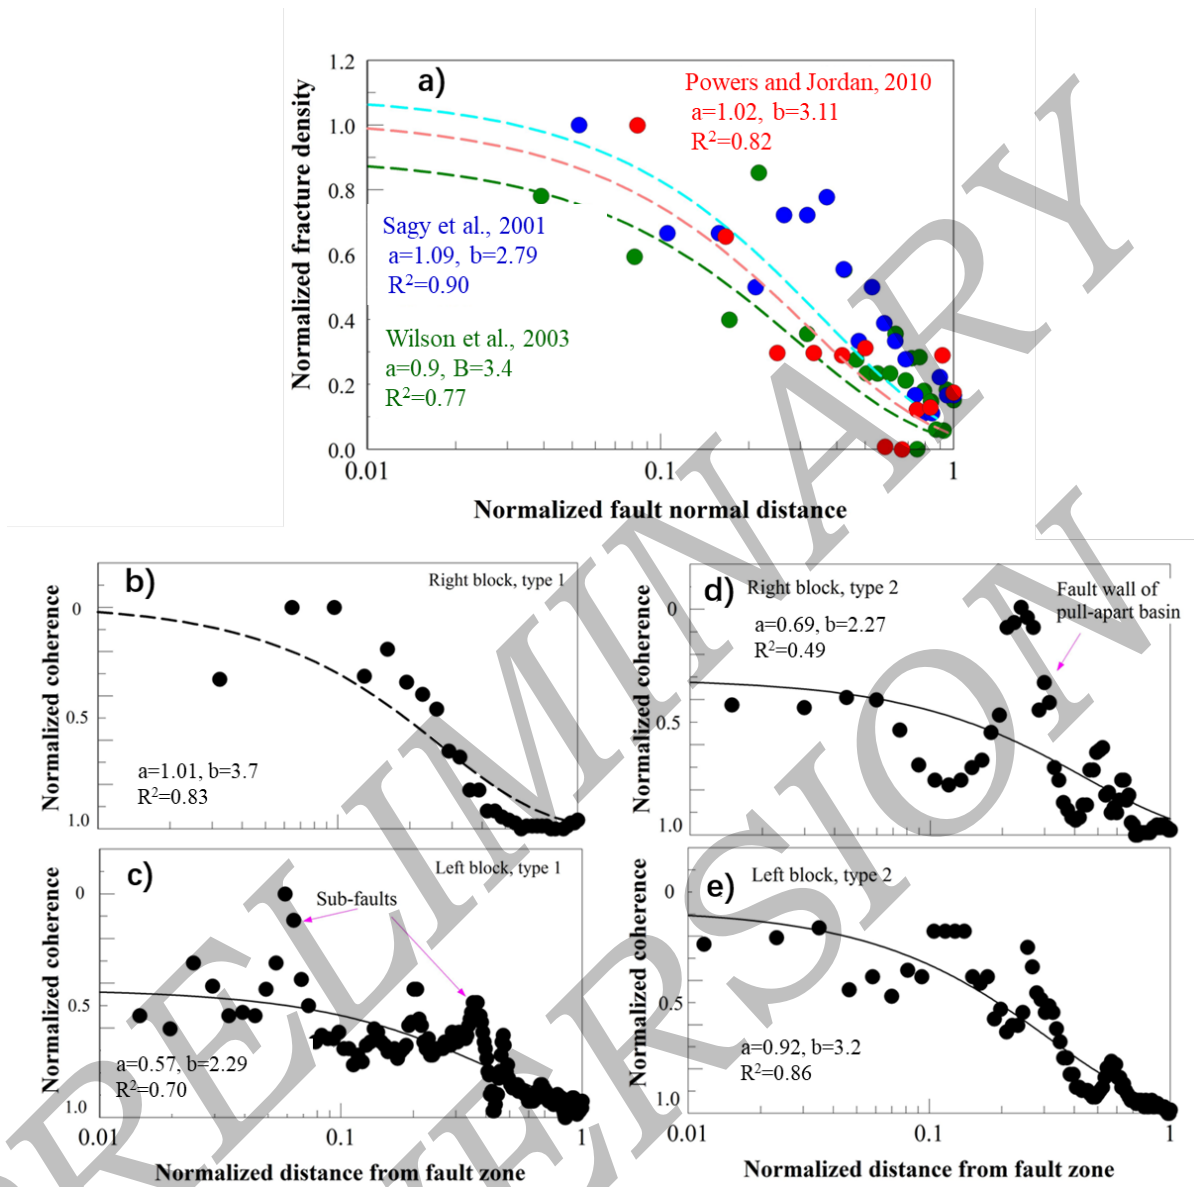 a)
Normalized fracture density
1.2
1.0
0.8
0.6
0.4
0.2
0.0
Powers and Jordan, 2010
a=1.02, b=3.11
R²=0.82
Sagy et al., 2001
a=1.09, b=2.79
R²=0.90
Wilson et al., 2003
a=0.9, B=3.4
R²=0.77
0.01 0.1 1
Normalized fault normal distance
b)
Right block, type 1
Normalized coherence
0
0.5
1.0
a=1.01, b=3.7
R²=0.83
d)
Right block, type 2
a=0.69, b=2.27
R²=0.49
Fault wall of
pull-apart basin
Normalized coherence
0
0.5
1.0
0.1
c)
Left block, type 1
Sub-faults
Normalized coherence
0
0.5
1.0
a=0.57, b=2.29
R²=0.70
0.01 0.1 1
Normalized distance from fault zone
e)
Left block, type 2
Normalized coherence
0
0.5
1.0
a=0.92, b=3.2
R²=0.86
0.01 0.1 1
Normalized distance from fault zone
PRELIMINARY
VERSION